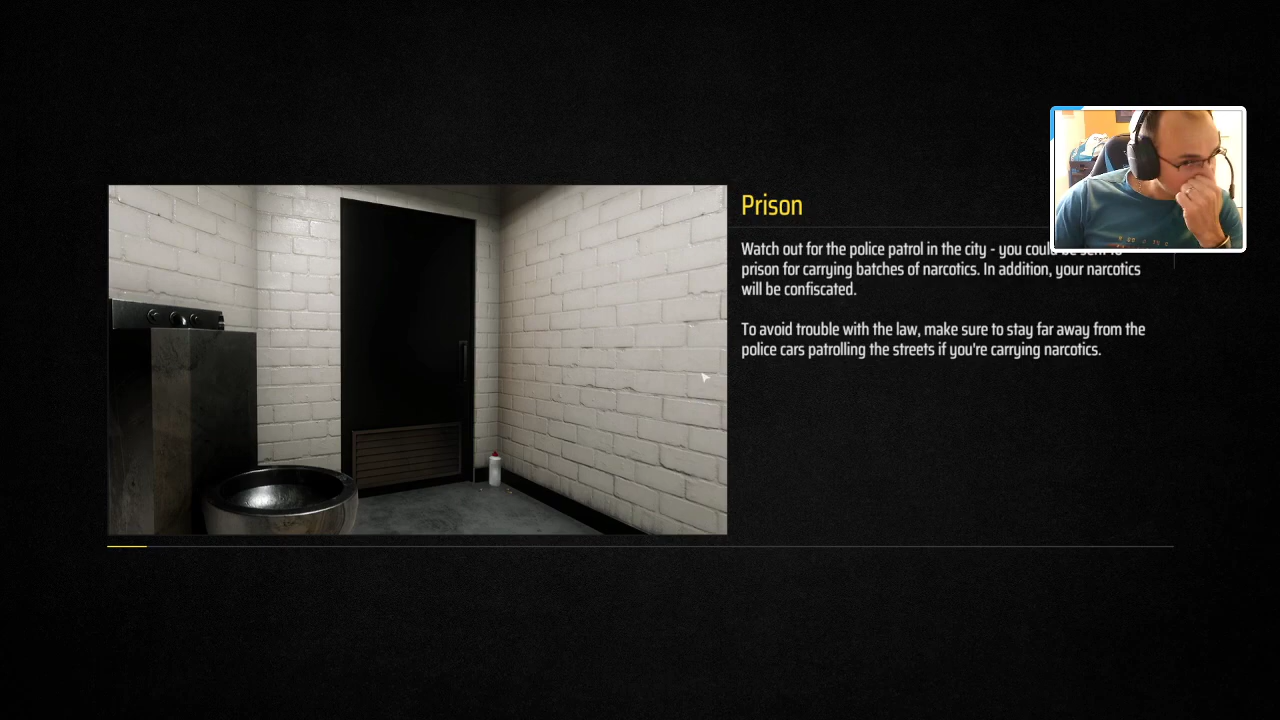 Prison
Watch out for the police patrol in the city - you could
prison for carrying batches of narcotics. In addition, your narcotics
will be confiscated.
To avoid trouble with the law, make sure to stay far away from the
police cars patrolling the streets if you're carrying narcotics.